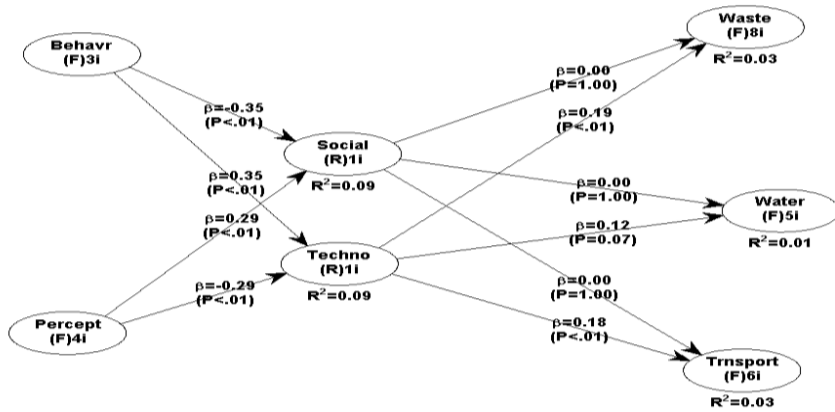 Waste
(F)8i
R²=0.03
Behavr
(F)3i
β=0.00
(P=1.00)
β=-0.35
(P<.01)
β=0.19
(P<.01)
Social
(R)1i
R²=0.09
β=0.35
(P<.01)
β=0.00
(P=1.00)
Water
(F)5i
R²=0.01
β=0.29
(P<.01)
β=0.12
(P=0.07)
Techno
(R)1i
R²=0.09
β=-0.29
(P<.01)
β=0.00
(P=1.00)
Percept
(F)4i
β=0.18
(P<.01)
Trnsport
(F)6i
R²=0.03